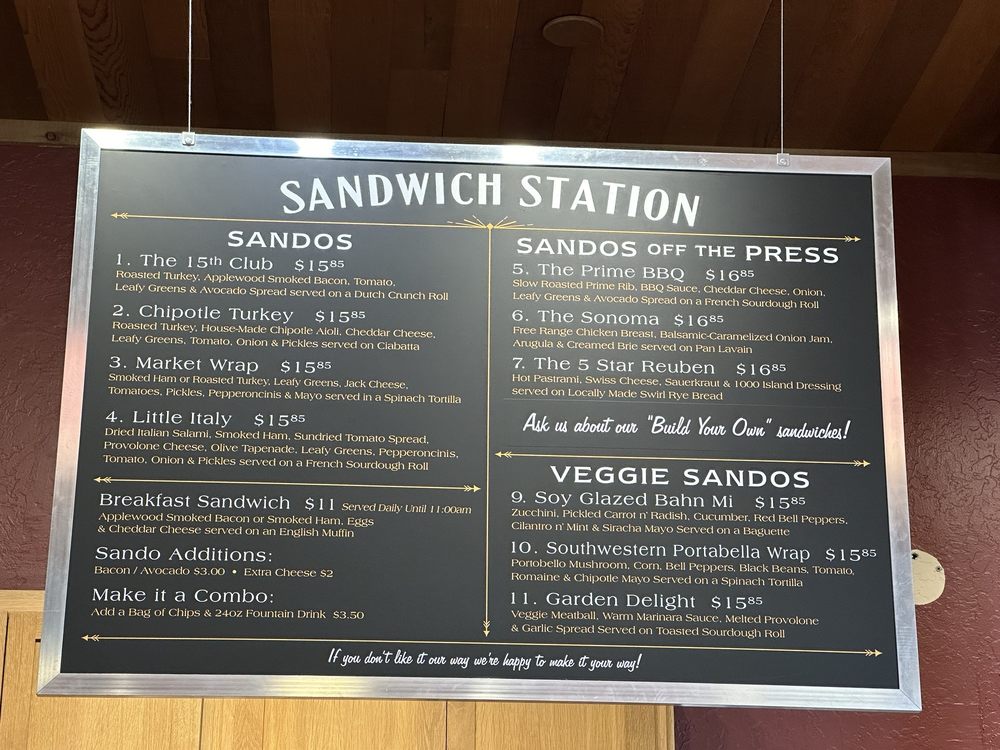 SANDWICH STATION
SANDOS
1. The 15th Club $15.85
Roasted Turkey, Applewood Smoked Bacon, Tomato,
Leafy Greens & Avocado Spread served on a Dutch Crunch Roll
2. Chipotle Turkey $15.85
Roasted Turkey, House-Made Chipotle Aioli, Cheddar Cheese,
Leafy Greens, Tomato, Onion & Pickles served on Ciabatta
3. Market Wrap $15.85
Smoked Ham or Roasted Turkey, Leafy Greens, Jack Cheese,
Tomatoes, Pickles, Pepperoncinis & Mayo served in a Spinach Tortilla
4. Little Italy $15.85
Dried Italian Salami, Smoked Ham, Sundried Tomato Spread,
Provolone Cheese, Olive Tapenade, Leafy Greens, Pepperoncinis,
Tomato, Onion & Pickles served on a French Sourdough Roll
Breakfast Sandwich $11 Served Daily Until 11:00am
Applewood Smoked Bacon or Smoked Ham, Eggs
& Cheddar Cheese served on an English Muffin
Sando Additions:
Bacon / Avocado $3.00 • Extra Cheese $2
Make it a Combo:
Add a Bag of Chips & 24oz Fountain Drink $3.50
SANDOS OFF THE PRESS
5. The Prime BBQ $16.85
Slow Roasted Prime Rib, BBQ Sauce, Cheddar Cheese, Onion,
Leafy Greens & Avocado Spread on a French Sourdough Roll
6. The Sonoma $16.85
Free Range Chicken Breast, Balsamic-Caramelized Onion Jam,
Arugula & Creamed Brie served on Pan Lavain
7. The 5 Star Reuben $16.85
Hot Pastrami, Swiss Cheese, Sauerkraut & 1000 Island Dressing
served on Locally Made Swirl Rye Bread
Ask us about our "Build Your Own" sandwiches!
VEGGIE SANDOS
9. Soy Glazed Bahn Mi $15.85
Zucchini, Pickled Carrot n' Radish, Cucumber, Red Bell Peppers,
Cilantro n' Mint & Siracha Mayo Served on a Baguette
10. Southwestern Portabella Wrap $15.85
Portobello Mushroom, Corn, Bell Peppers, Black Beans, Tomato,
Romaine & Chipotle Mayo Served on a Spinach Tortilla
11. Garden Delight $15.85
Veggie Meatball, Warm Marinara Sauce, Melted Provolone
& Garlic Spread Served on Toasted Sourdough Roll
If you don't like it our way we're happy to make it your way!